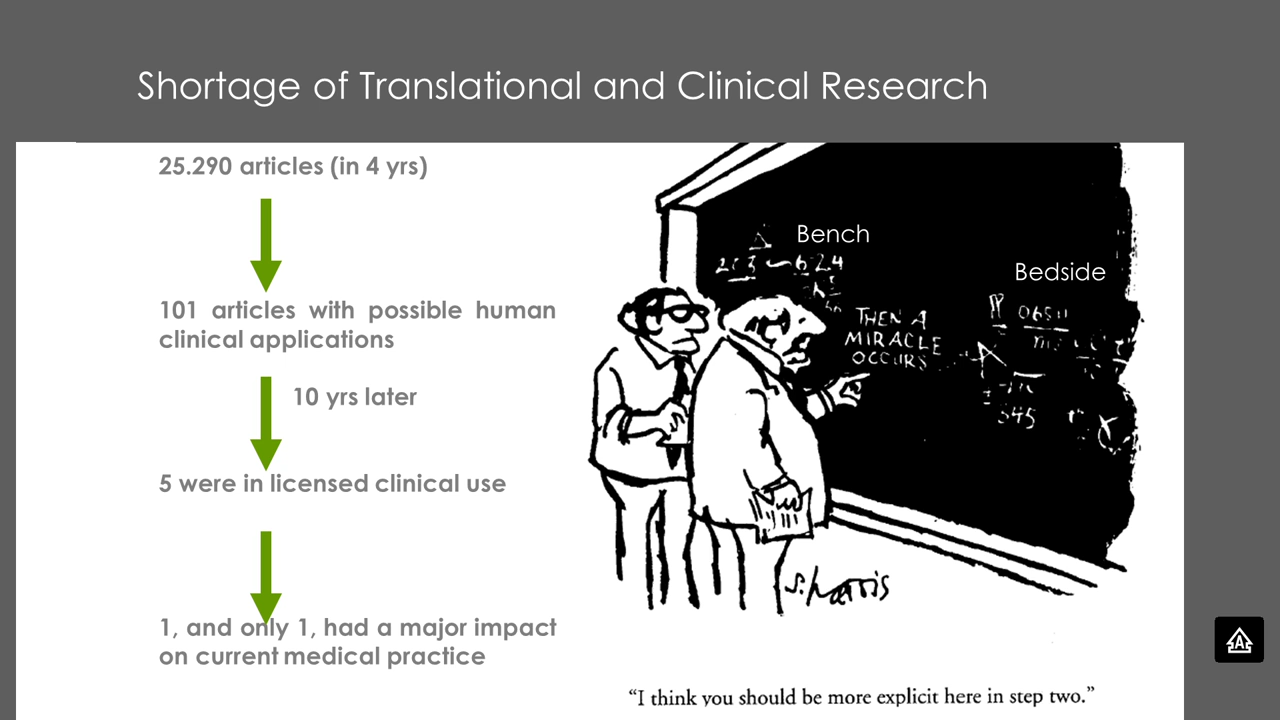 Shortage of Translational and Clinical Research
25.290 articles (in 4 yrs)
101 articles with possible human
clinical applications
10 yrs later
5 were in licensed clinical use
1, and only 1, had a major impact
on current medical practice
Bench
Bedside
THEN A
MIRACLE
OCCURS
S. Harris
“I think you should be more explicit here in step two.”
A